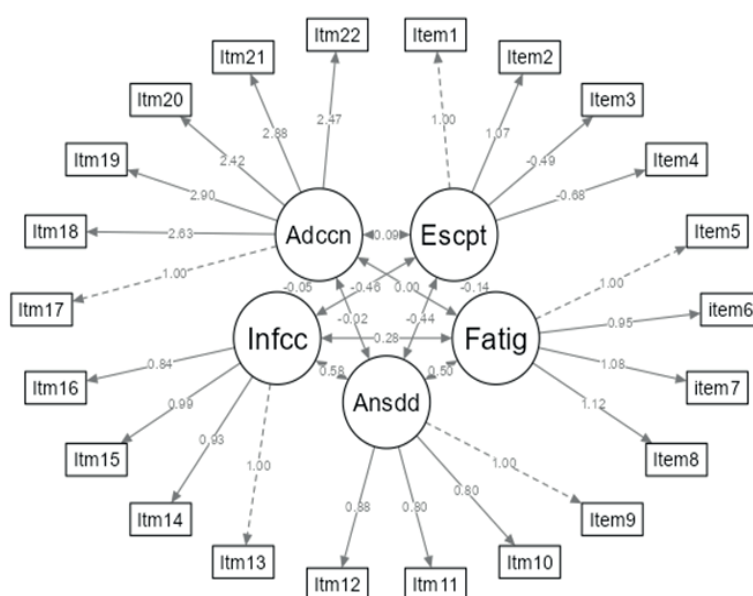 Itm22
Item1
Itm21
Item2
Itm20
Item3
Itm19
Item4
Itm18
Item5
Itm17
item6
Itm16
item7
Itm15
Item8
Itm14
Item9
Itm13
Itm10
Itm12
Itm11
Adccn
Escpt
Infcc
Fatig
Ansdd
2.47
1.00
2.88
1.07
2.42
-0.49
2.90
-0.68
2.63
0.09
1.00
1.00
-0.05
-0.46
0.00
-0.14
-0.02
-0.44
0.95
0.28
1.08
0.84
0.58
0.50
1.12
0.99
0.93
1.00
1.00
0.88
0.80
0.80